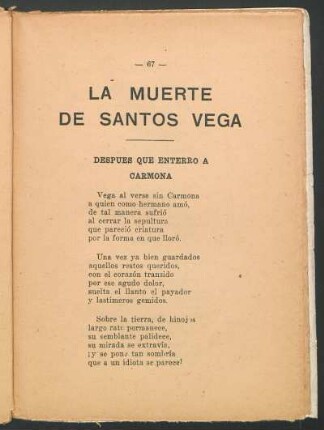 — 67 —
LA MUERTE
DE SANTOS VEGA
DESPUES QUE ENTERRO A
CARMONA
Vega al verse sin Carmona
a quien como hermano amó,
de tal manera sufrió
al cerrar la sepultura
que pareció criatura
por la forma en que lloró.
Una vez ya bien guardados
aquellos restos queridos,
con el corazón transido
por ese agudo dolor,
suelta el llanto el payador
y lastimeros gemidos.
Sobre la tierra, de hinojos
largo rato permanece,
su semblante palidece,
su mirada se extravía,
¡y se pone tan sombría
que a un idiota se parece!